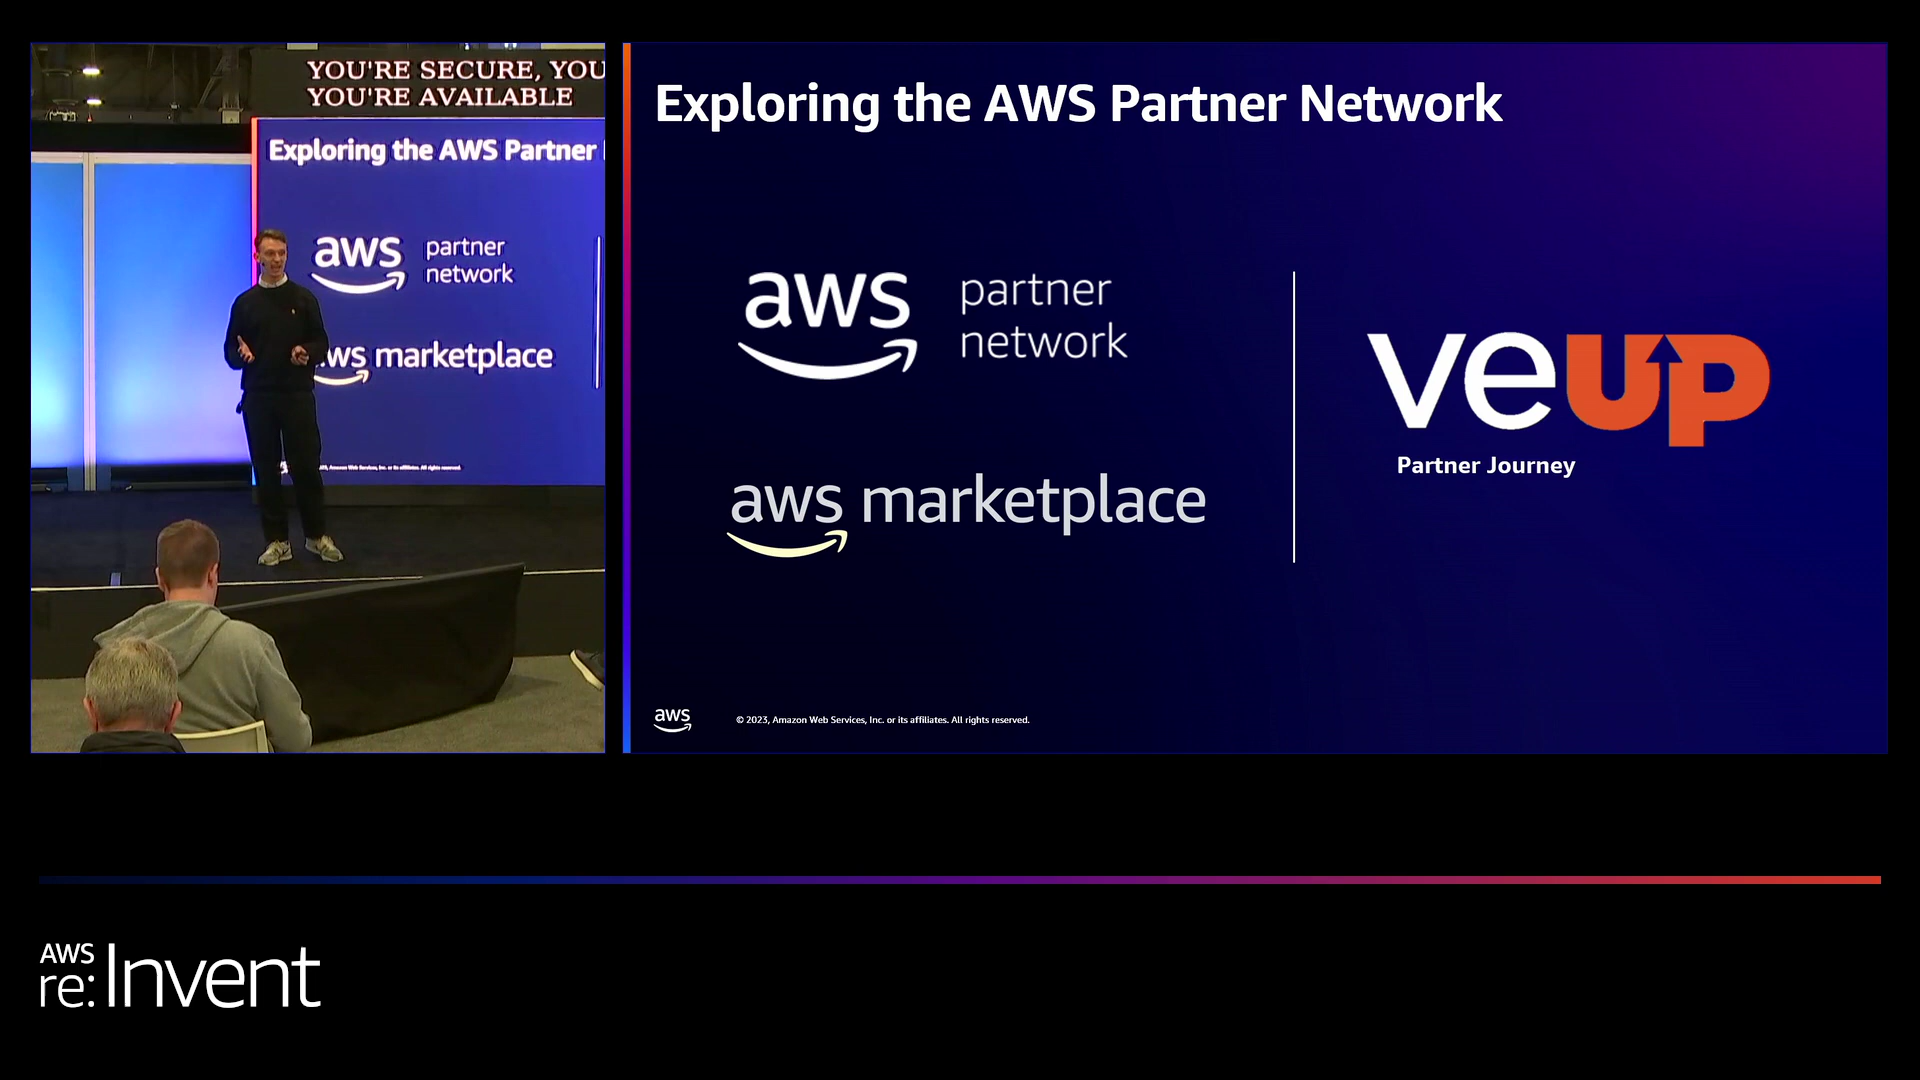 YOU'RE SECURE, YOU
YOU'RE AVAILABLE
Exploring the AWS Partner
aws partner
network
aws marketplace
Exploring the AWS Partner Network
aws partner
network
aws marketplace
veup
Partner Journey
aws © 2023, Amazon Web Services, Inc. or its affiliates. All rights reserved.
AWS
re:Invent